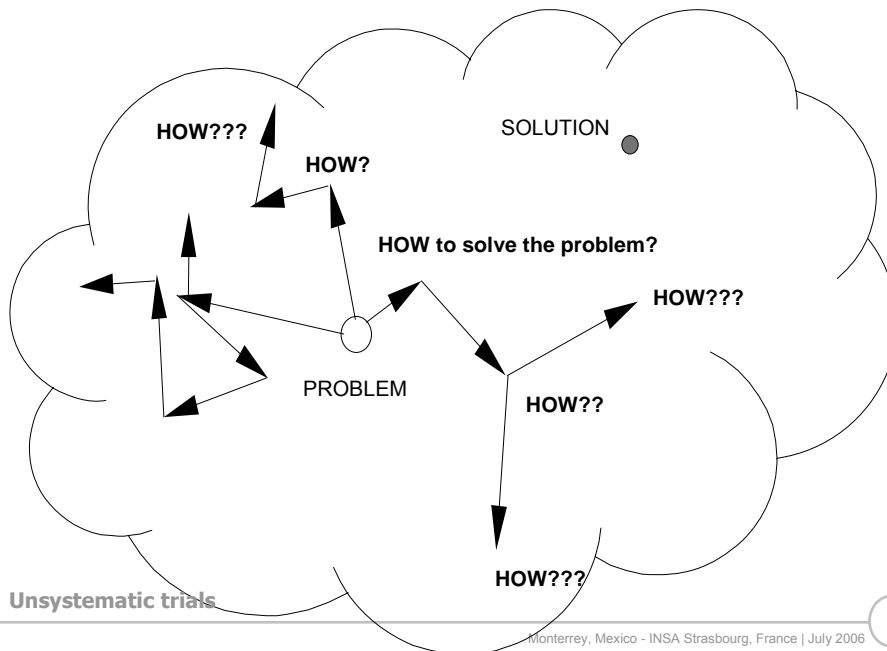 SOLUTION
HOW???
HOW?
HOW to solve the problem?
HOW???
PROBLEM
HOW??
HOW???
Unsystematic trials
Monterrey, Mexico - INSA Strasbourg, France | July 2006